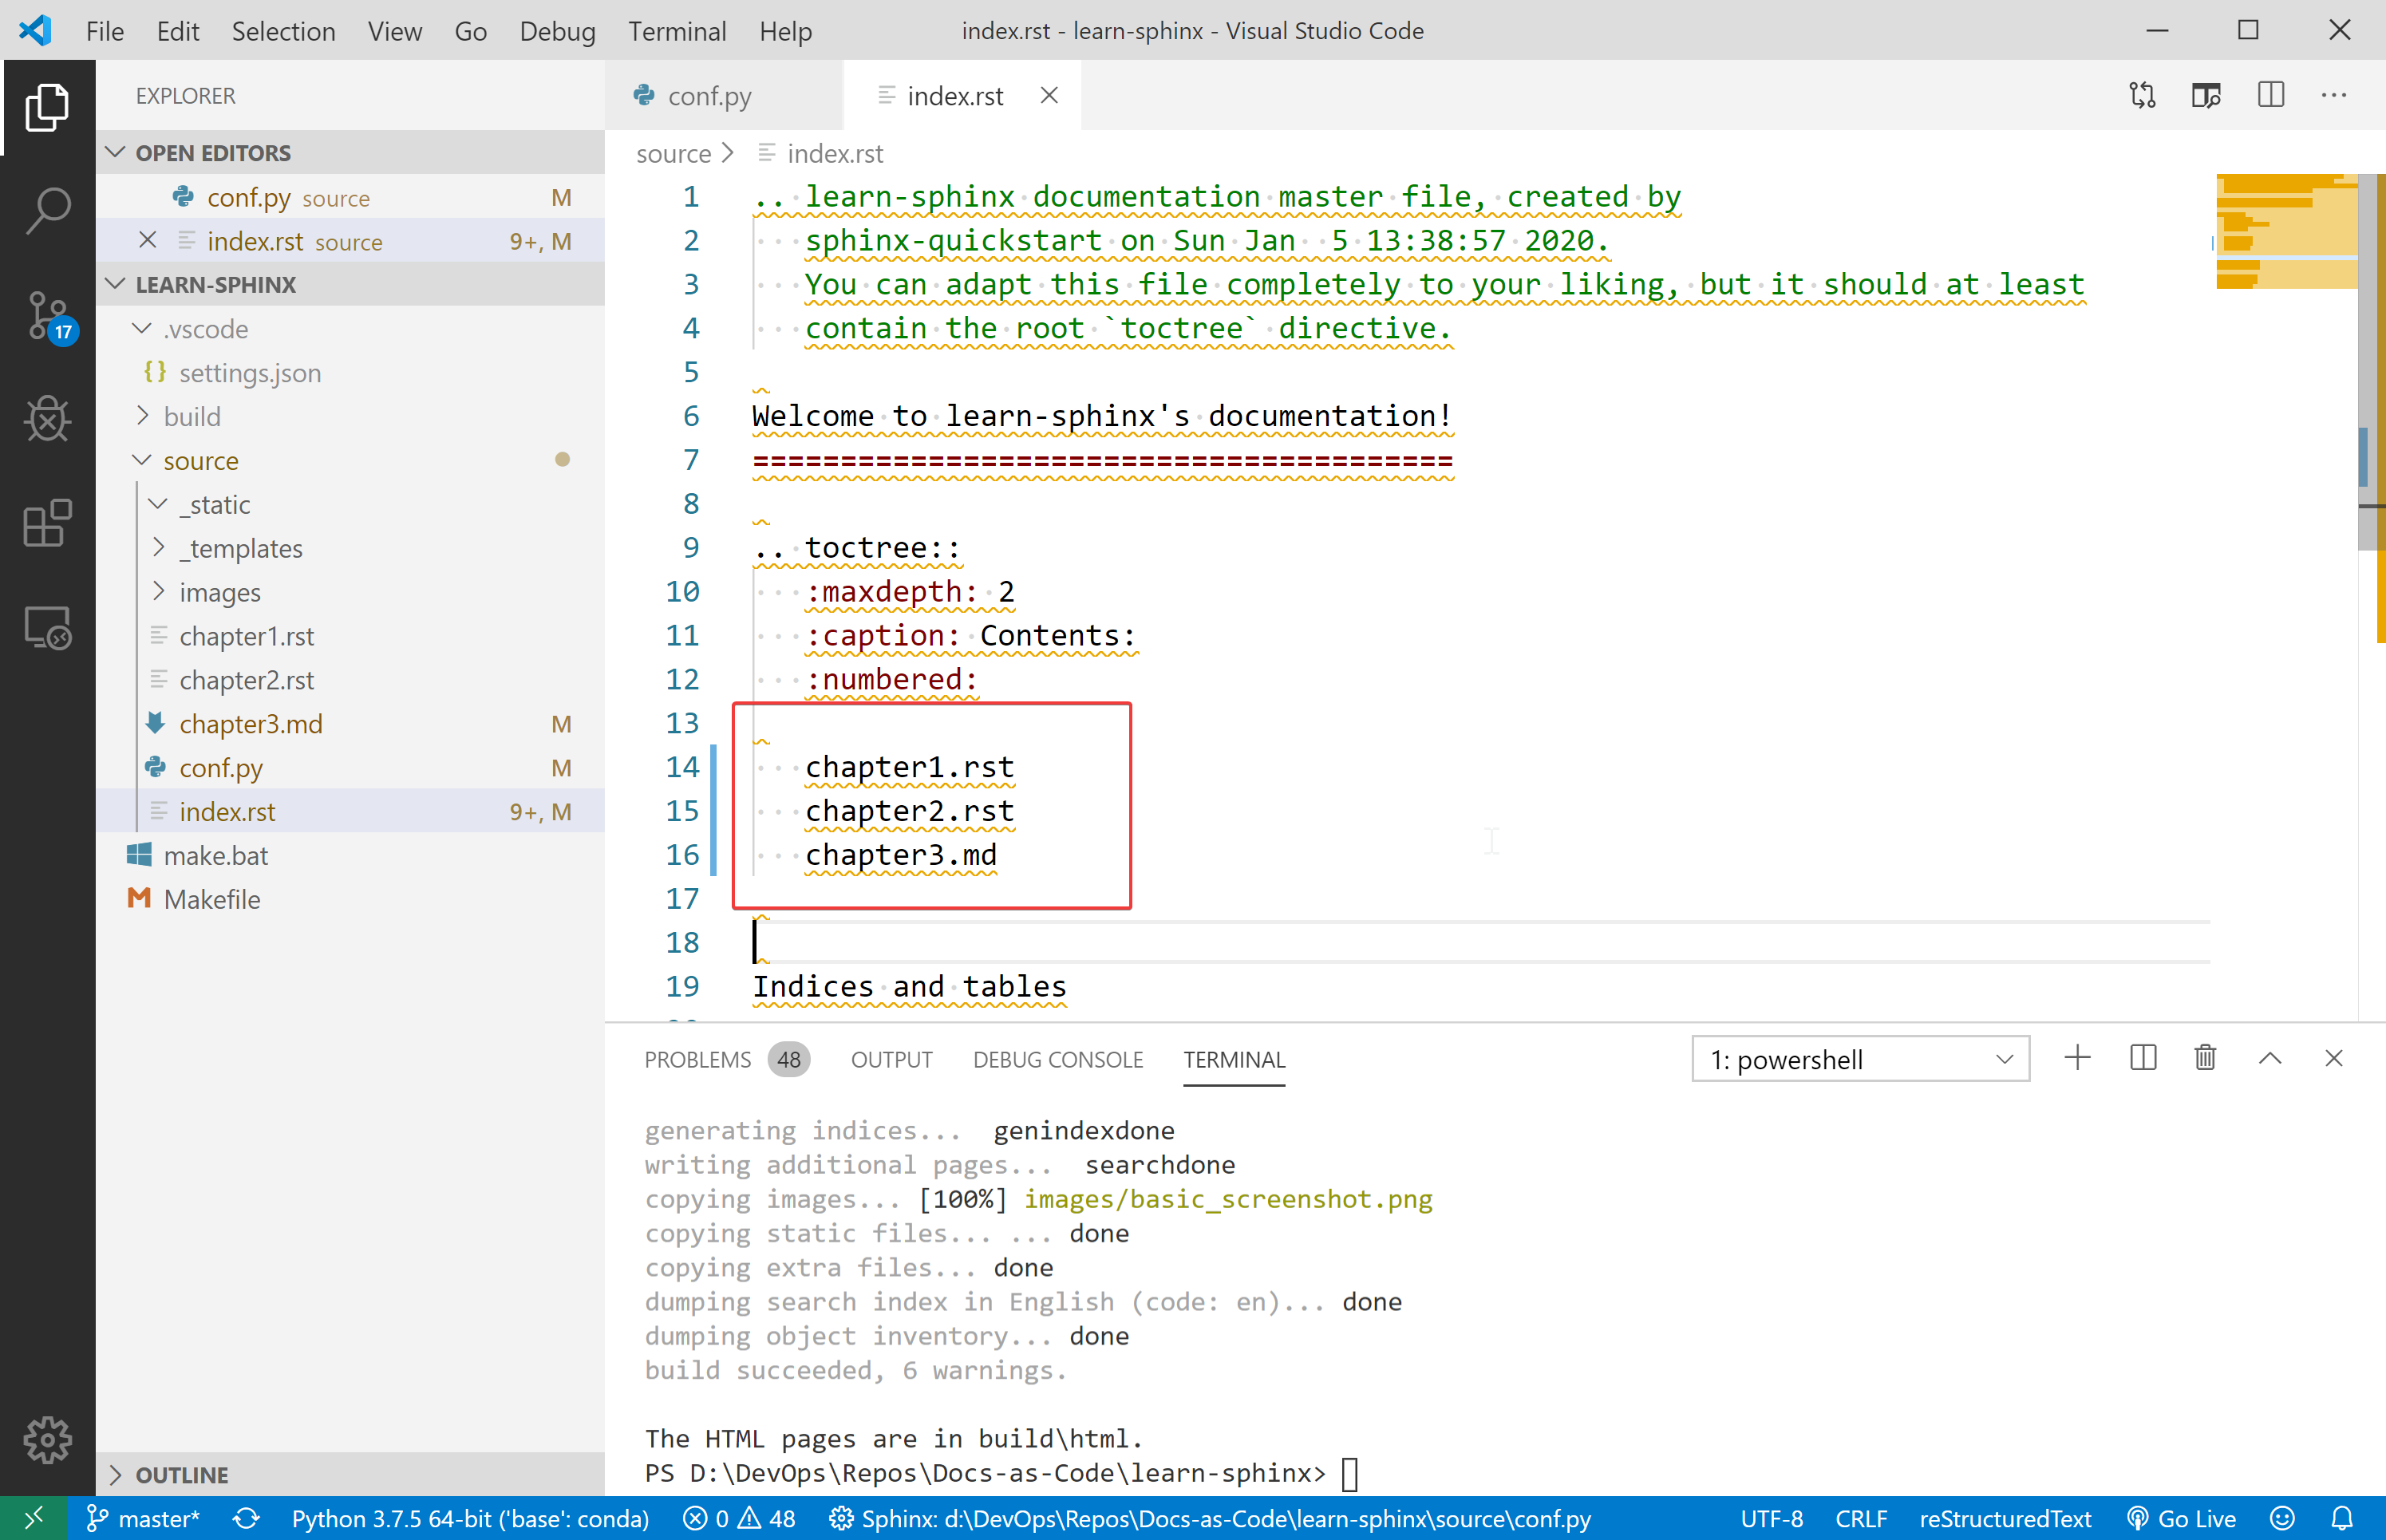 File Edit Selection View Go Debug Terminal Help index.rst - learn-sphinx - Visual Studio Code
EXPLORER
OPEN EDITORS
conf.py source M
index.rst source 9+, M
LEARN-SPHINX
.vscode
settings.json
build
source
_static
_templates
images
chapter1.rst
chapter2.rst
chapter3.md M
conf.py M
index.rst 9+, M
make.bat
Makefile
OUTLINE
17
conf.py index.rst
source > index.rst
1 .. learn-sphinx documentation master file, created by
2 sphinx-quickstart on Sun Jan  5 13:38:57 2020.
3 You can adapt this file completely to your liking, but it should at least
4 contain the root `toctree` directive.
5
6 Welcome to learn-sphinx's documentation!
7 ========================================
8
9 .. toctree::
10 :maxdepth: 2
11 :caption: Contents:
12 :numbered:
13
14 chapter1.rst
15 chapter2.rst
16 chapter3.md
17
18
19 Indices and tables
PROBLEMS 48 OUTPUT DEBUG CONSOLE TERMINAL 1: powershell
generating indices...  genindexdone
writing additional pages...  searchdone
copying images... [100%] images/basic_screenshot.png
copying static files... ... done
copying extra files... done
dumping search index in English (code: en)... done
dumping object inventory... done
build succeeded, 6 warnings.
The HTML pages are in build\html.
PS D:\DevOps\Repos\Docs-as-Code\learn-sphinx>
master* Python 3.7.5 64-bit ('base': conda) 0 48 Sphinx: d:\DevOps\Repos\Docs-as-Code\learn-sphinx\source\conf.py UTF-8 CRLF reStructuredText Go Live